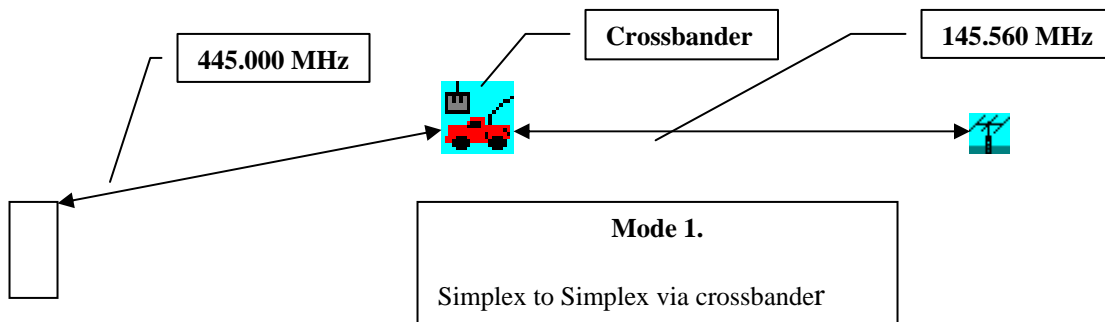 Crossbander
145.560 MHz
445.000 MHz
Mode 1.
Simplex to Simplex via crossbander